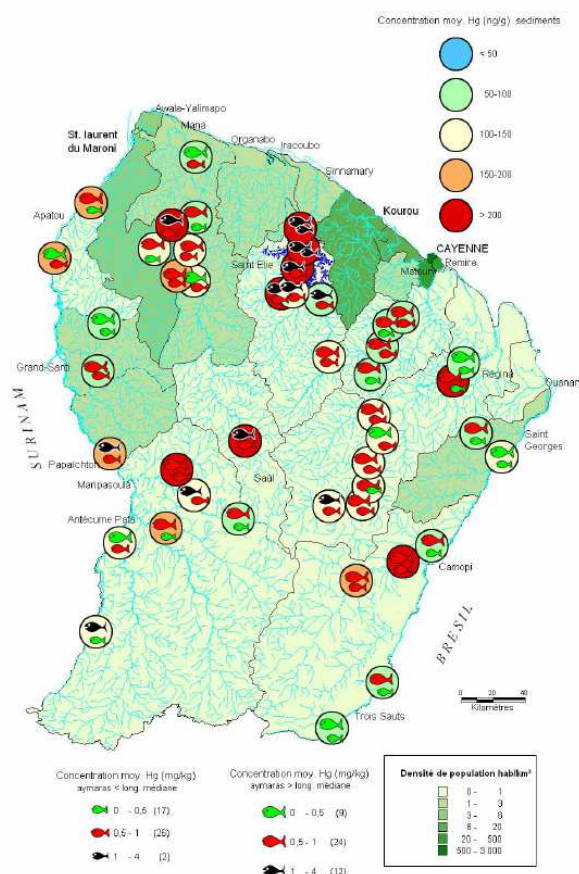 Concentration moy. Hg (ng/g) sediments
< 50
50-100
100-150
150-200
> 200
Awala-Yalimapo
Mana
St. laurent
du Maroni
Organabo
Iracoubo
Sinnamary
Apatou
Kourou
CAYENNE
Remire
Matoury
Saint Elie
Grand-Santi
Régina
Ouanary
SURINAM
Saint
Georges
Papaïchton
Maripasoula
Saül
Antécume Pata
Camopi
BRESIL
0 20 40
Kilomètres
Trois Sauts
Concentration moy. Hg (mg/kg)
aymaras < long. médiane
0 - 0,5 (17)
0,5 - 1 (26)
1 - 4 (2)
Concentration moy. Hg (mg/kg)
aymaras > long. médiane
0 - 0,5 (9)
0,5 - 1 (24)
1 - 4 (12)
Densité de population hab/km²
0 - 1
1 - 3
3 - 6
6 - 20
20 - 500
500 - 3 000